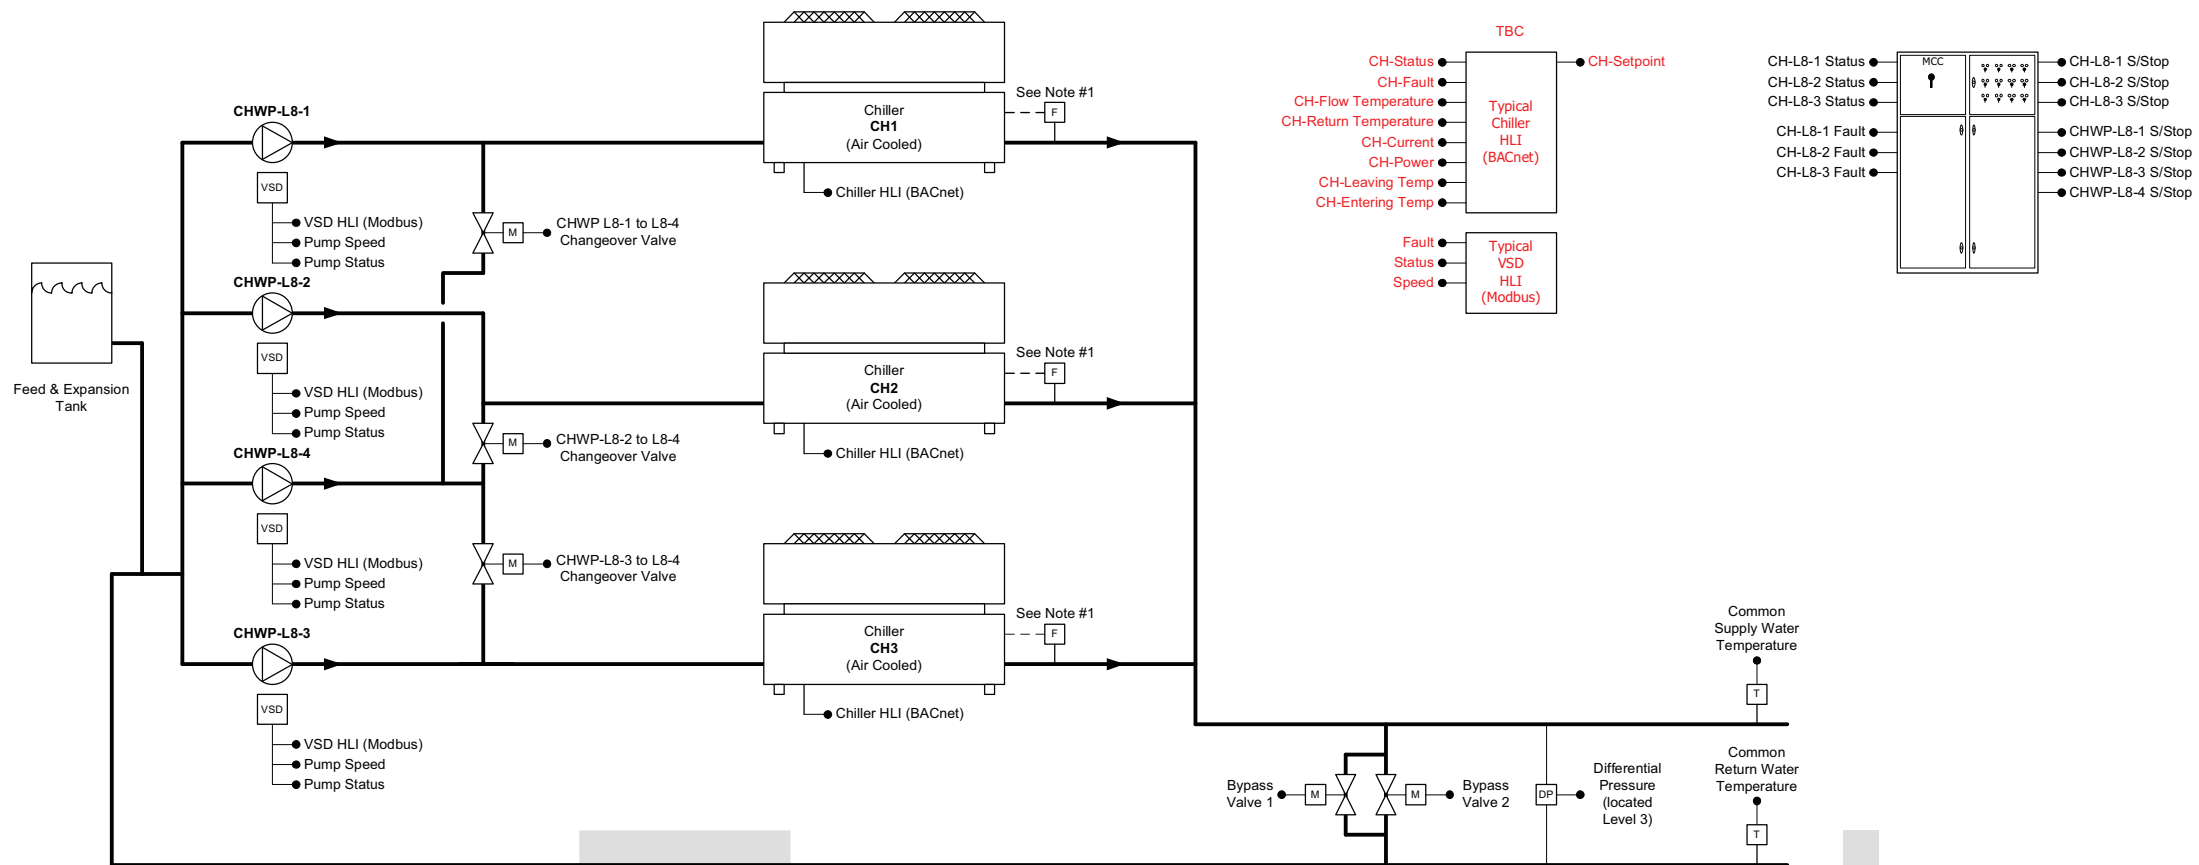 CHWP-L8-1
VSD
VSD HLI (Modbus)
Pump Speed
Pump Status
CHWP-L8-2
VSD
VSD HLI (Modbus)
Pump Speed
Pump Status
CHWP-L8-4
VSD
VSD HLI (Modbus)
Pump Speed
Pump Status
CHWP-L8-3
VSD
VSD HLI (Modbus)
Pump Speed
Pump Status
Feed & Expansion
Tank
M
CHWP L8-1 to L8-4
Changeover Valve
M
CHWP-L8-2 to L8-4
Changeover Valve
M
CHWP-L8-3 to L8-4
Changeover Valve
Chiller
CH1
(Air Cooled)
See Note #1
F
Chiller HLI (BACnet)
Chiller
CH2
(Air Cooled)
See Note #1
F
Chiller HLI (BACnet)
Chiller
CH3
(Air Cooled)
See Note #1
F
Chiller HLI (BACnet)
TBC
CH-Status
CH-Fault
CH-Flow Temperature
CH-Return Temperature
CH-Current
CH-Power
CH-Leaving Temp
CH-Entering Temp
Typical
Chiller
HLI
(BACnet)
CH-Setpoint
Fault
Status
Speed
Typical
VSD
HLI
(Modbus)
CH-L8-1 Status
CH-L8-2 Status
CH-L8-3 Status
CH-L8-1 Fault
CH-L8-2 Fault
CH-L8-3 Fault
MCC
CH-L8-1 S/Stop
CH-L8-2 S/Stop
CH-L8-3 S/Stop
CHWP-L8-1 S/Stop
CHWP-L8-2 S/Stop
CHWP-L8-3 S/Stop
CHWP-L8-4 S/Stop
Common
Supply Water
Temperature
T
Bypass
Valve 1
M
M
Bypass
Valve 2
DP
Differential
Pressure
(located
Level 3)
Common
Return Water
Temperature
T